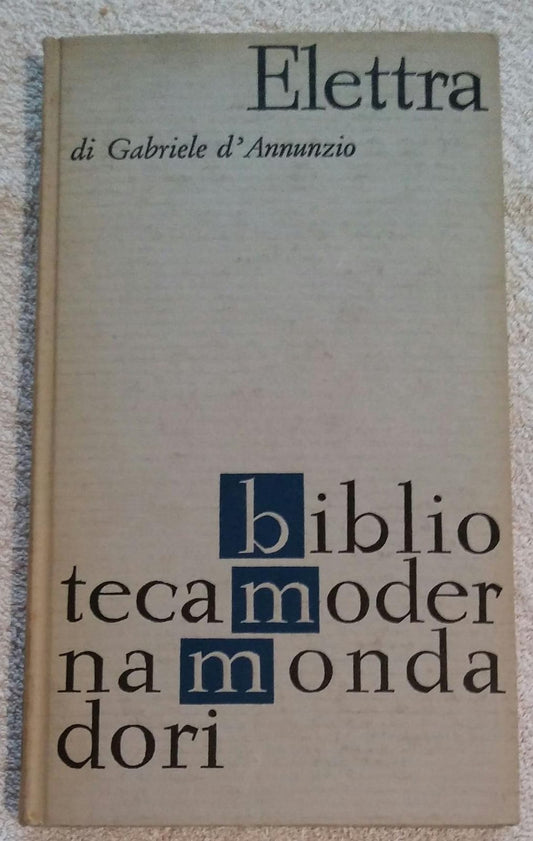 Elettra
di Gabriele d'Annunzio
biblio
tecamoder
namonda
dori